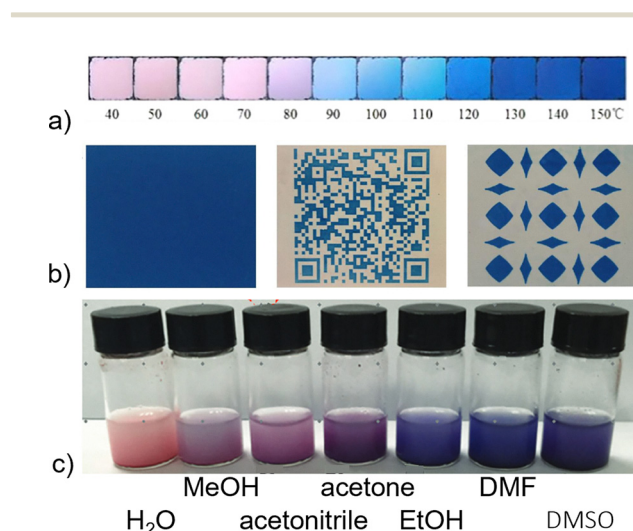 40 50 60 70 80 90 100 110 120 130 140 150℃
a)
b)
c)
MeOH acetone DMF
H₂O acetonitrile EtOH DMSO